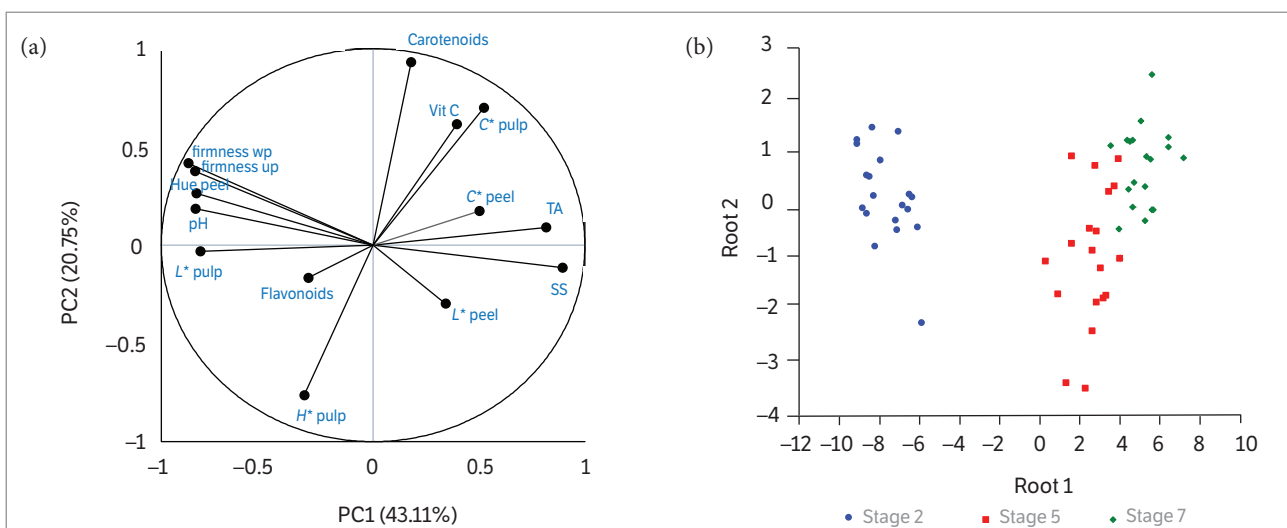 (a)
Carotenoids
1
Vit C
C* pulp
0.5
firmness wp
firmness up
Hue peel
C* peel
pH
TA
0
L* pulp
Flavonoids
SS
L* peel
−0.5
H* pulp
−1
−1
−0.5
0
0.5
1
PC2 (20.75%)
PC1 (43.11%)
(b)
3
2
1
0
−1
−2
−3
−4
−12 −10 −8 −6 −4 −2 0 2 4 6 8 10
Root 2
Root 1
Stage 2 Stage 5 Stage 7